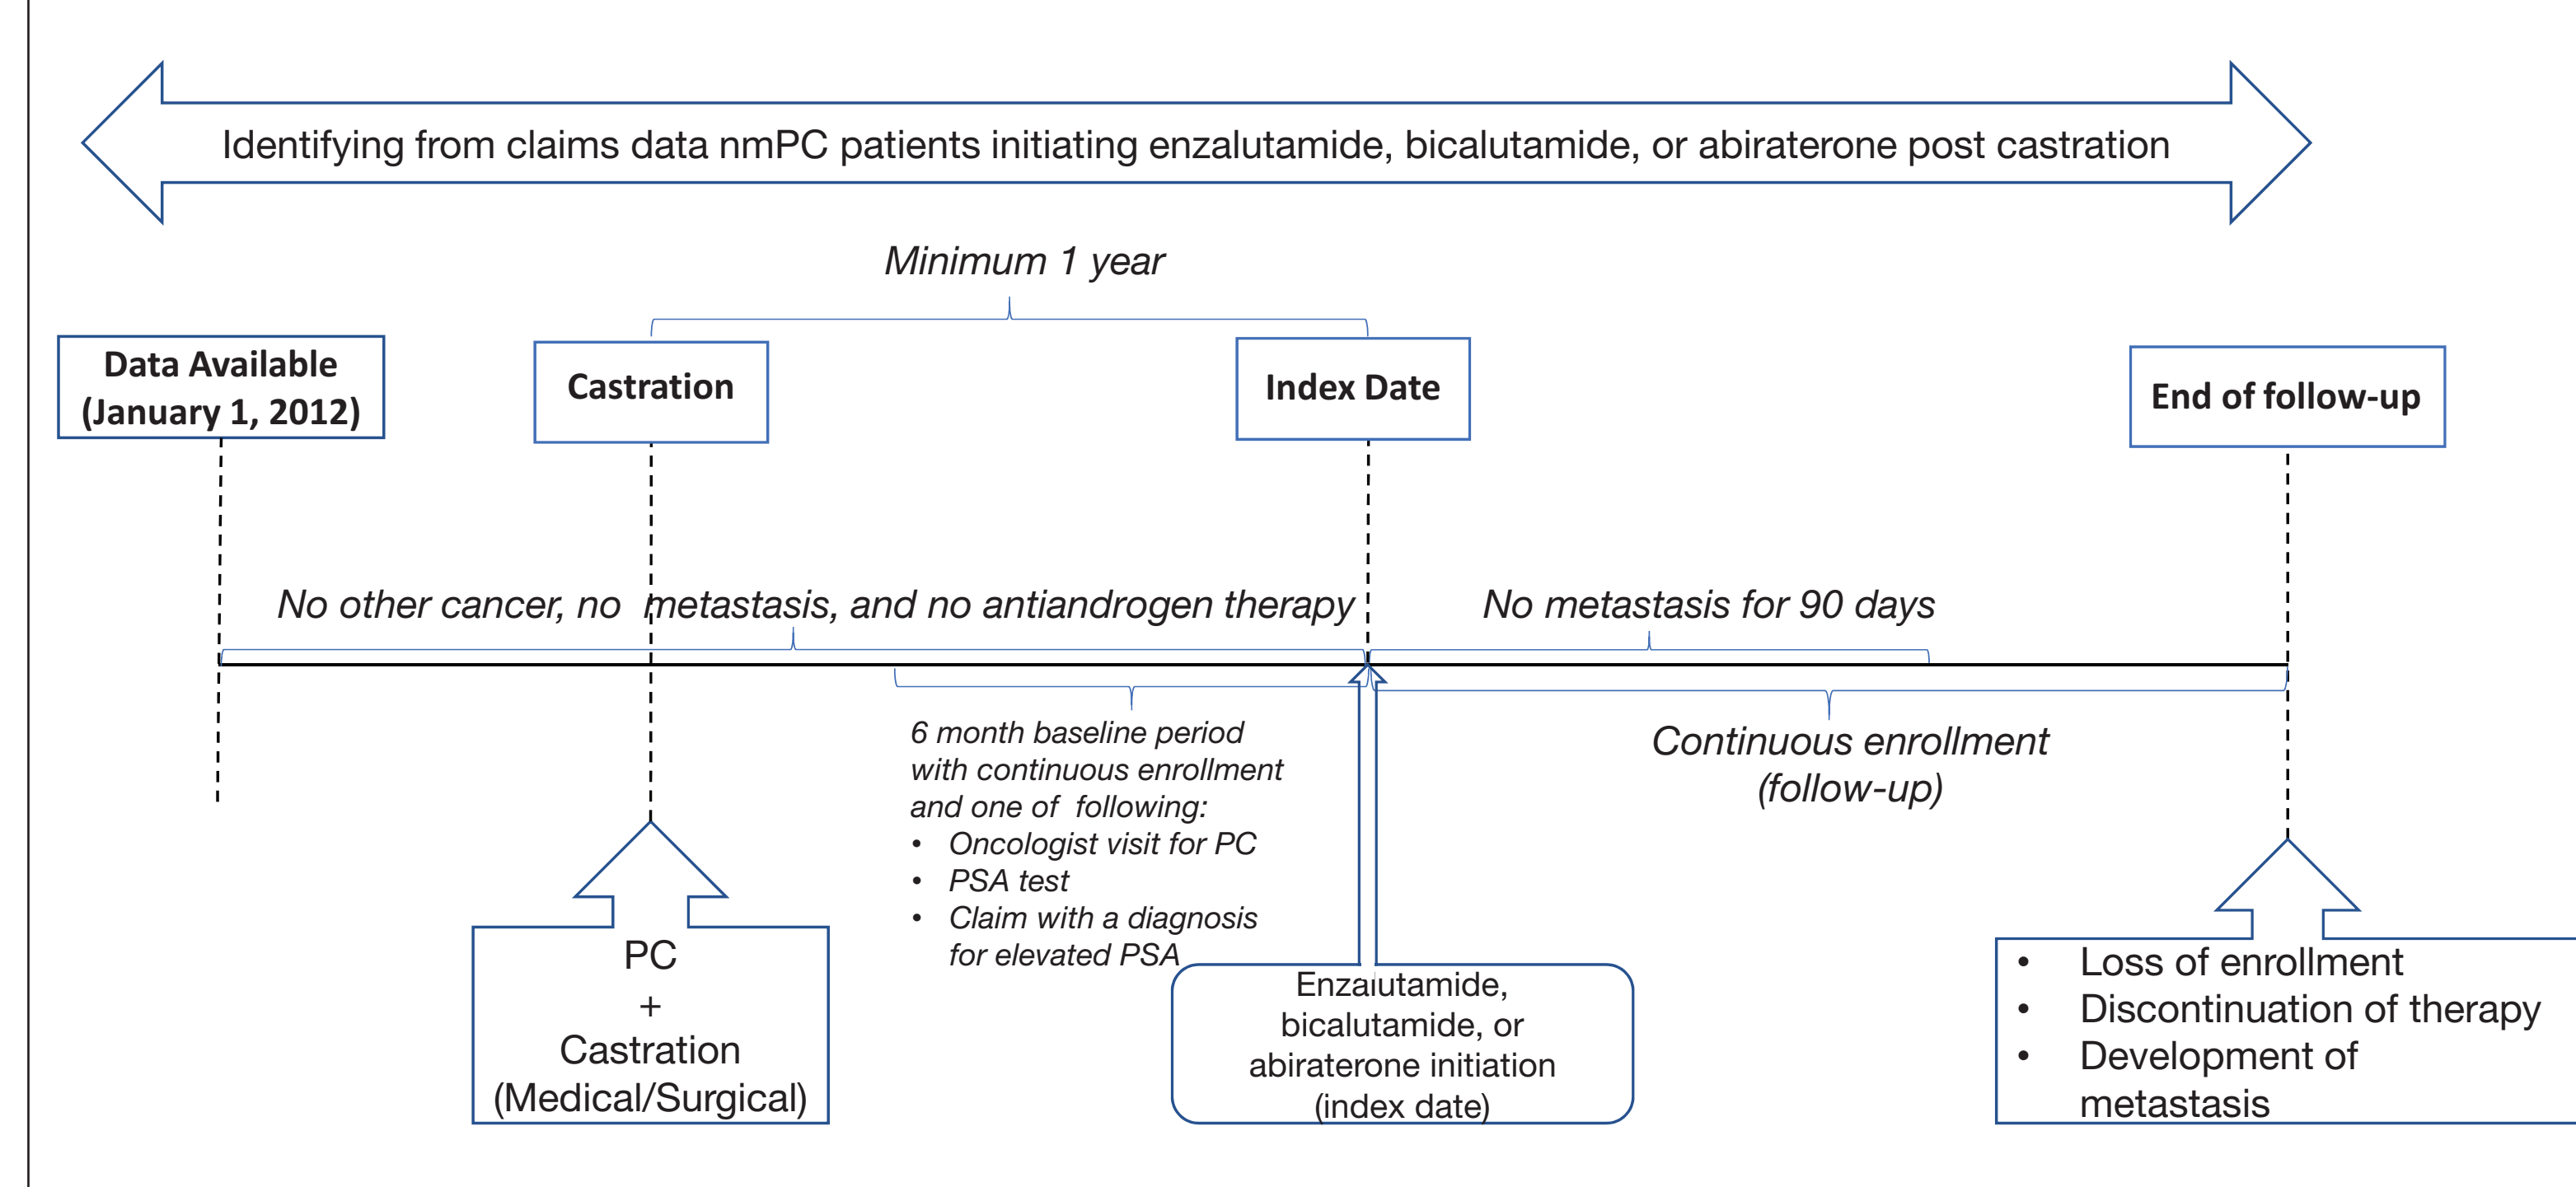 Identifying from claims data nmPC patients initiating enzalutamide, bicalutamide, or abiraterone post castration
Minimum 1 year
Data Available
(January 1, 2012)
Castration
Index Date
End of follow-up
No other cancer, no metastasis, and no antiandrogen therapy
No metastasis for 90 days
6 month baseline period
with continuous enrollment
and one of following:
• Oncologist visit for PC
• PSA test
• Claim with a diagnosis
for elevated PSA
Continuous enrollment
(follow-up)
PC
+
Castration
(Medical/Surgical)
Enzalutamide,
bicalutamide, or
abiraterone initiation
(index date)
• Loss of enrollment
• Discontinuation of therapy
• Development of
metastasis